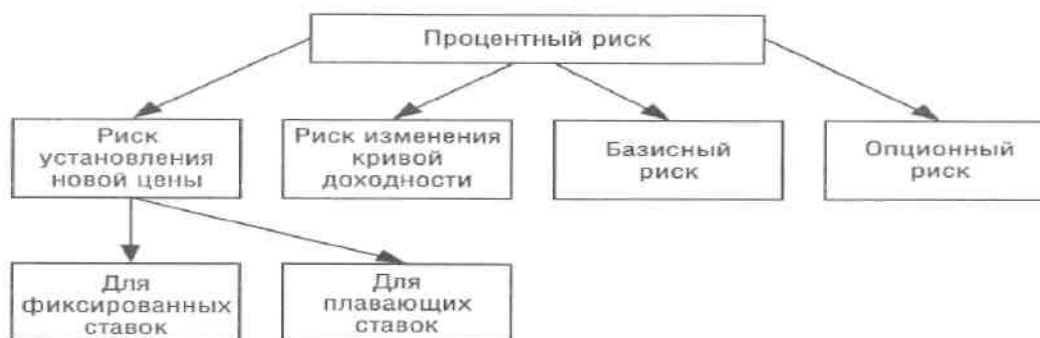 Процентный риск
Риск
установления
новой цены
Риск изменения
кривой
доходности
Базисный
риск
Опционный
риск
Для
фиксированных
ставок
Для
плавающих
ставок